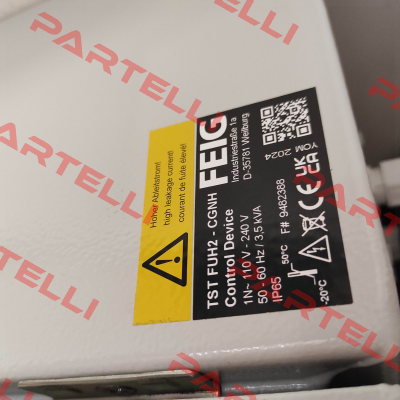 PARTELLI
PARTELLI
PARTELLI
PARTELLI
PARTELLI
Hoher Ableitstrom!
high leakage current!
courant de fuite élevé!
FEIG
Industriestraße 1a
D-35781 Weilburg
YOM 2024
TST FUH2 - CGNH
Control Device
1N~ 110 V - 240 V
50 - 60 Hz / 3,5 kVA
IP65
F# 9482388
50°C
-20°C
CE
UK
CA